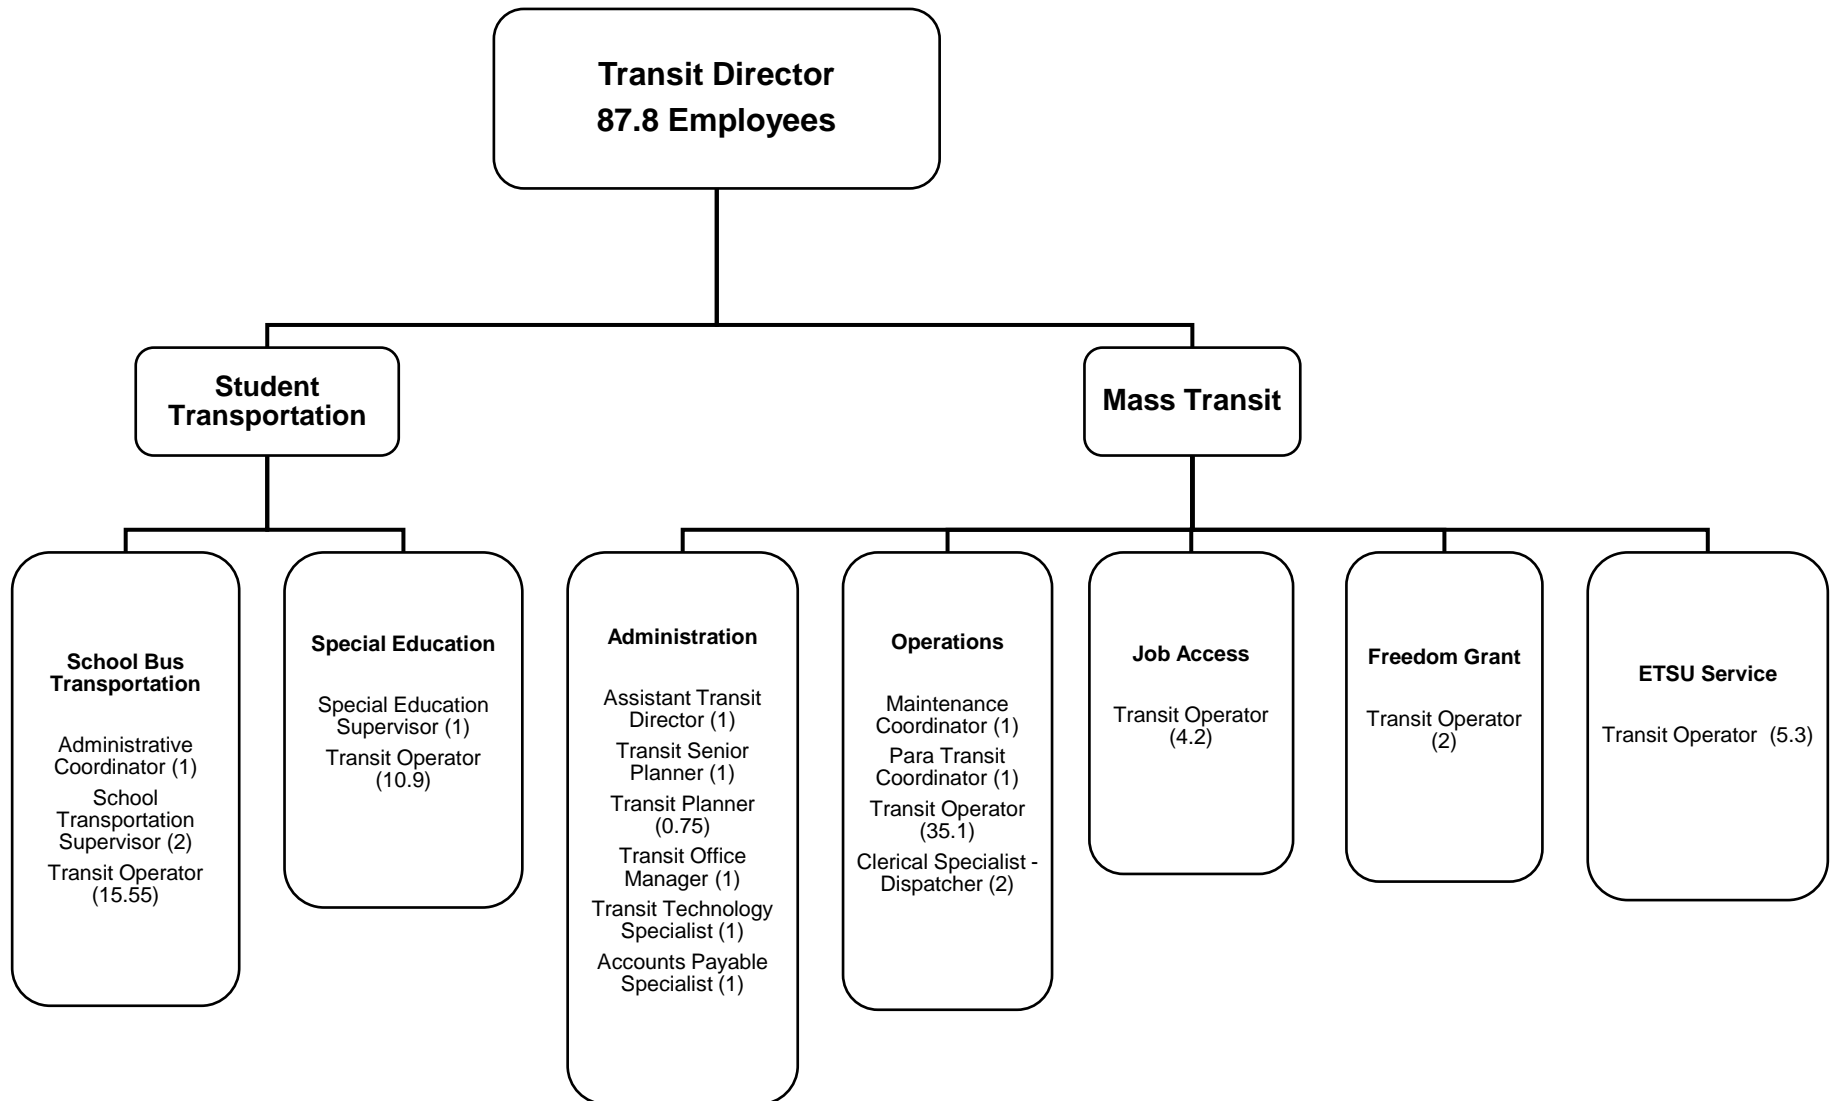 Transit Director
87.8 Employees
Student
Transportation
Mass Transit
School Bus
Transportation
Administrative
Coordinator (1)
School
Transportation
Supervisor (2)
Transit Operator
(15.55)
Special Education
Special Education
Supervisor (1)
Transit Operator
(10.9)
Administration
Assistant Transit
Director (1)
Transit Senior
Planner (1)
Transit Planner
(0.75)
Transit Office
Manager (1)
Transit Technology
Specialist (1)
Accounts Payable
Specialist (1)
Operations
Maintenance
Coordinator (1)
Para Transit
Coordinator (1)
Transit Operator
(35.1)
Clerical Specialist -
Dispatcher (2)
Job Access
Transit Operator
(4.2)
Freedom Grant
Transit Operator
(2)
ETSU Service
Transit Operator  (5.3)